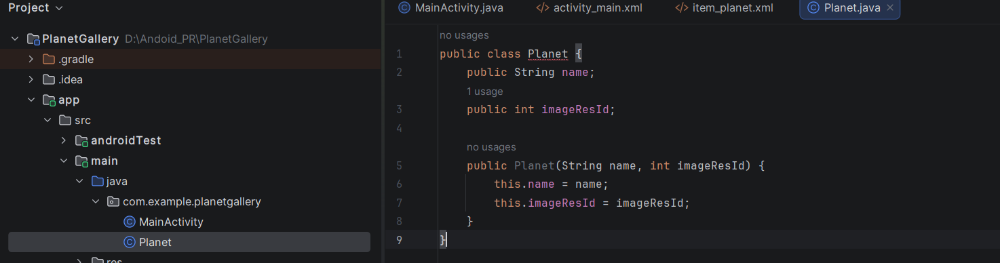 Project
MainActivity.java
activity_main.xml
item_planet.xml
Planet.java
PlanetGallery D:\Andoid_PR\PlanetGallery
.gradle
.idea
app
src
androidTest
main
java
com.example.planetgallery
MainActivity
Planet
res
no usages
1 public class Planet {
2 public String name;
1 usage
3 public int imageResId;
4
no usages
5 public Planet(String name, int imageResId) {
6 this.name = name;
7 this.imageResId = imageResId;
8 }
9 }